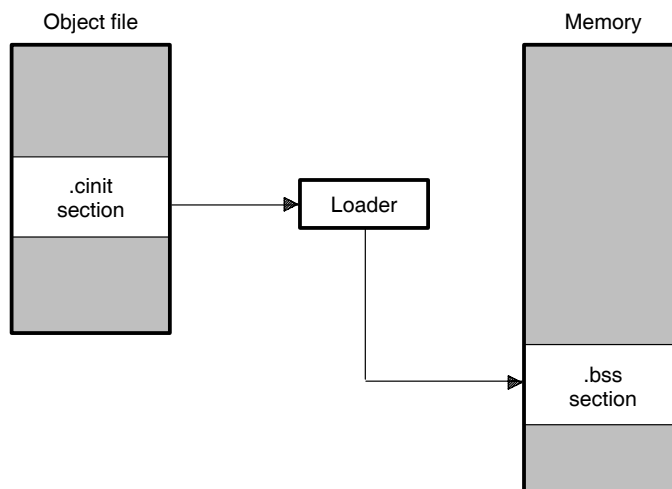 Object file
Memory
.cinit
section
Loader
.bss
section